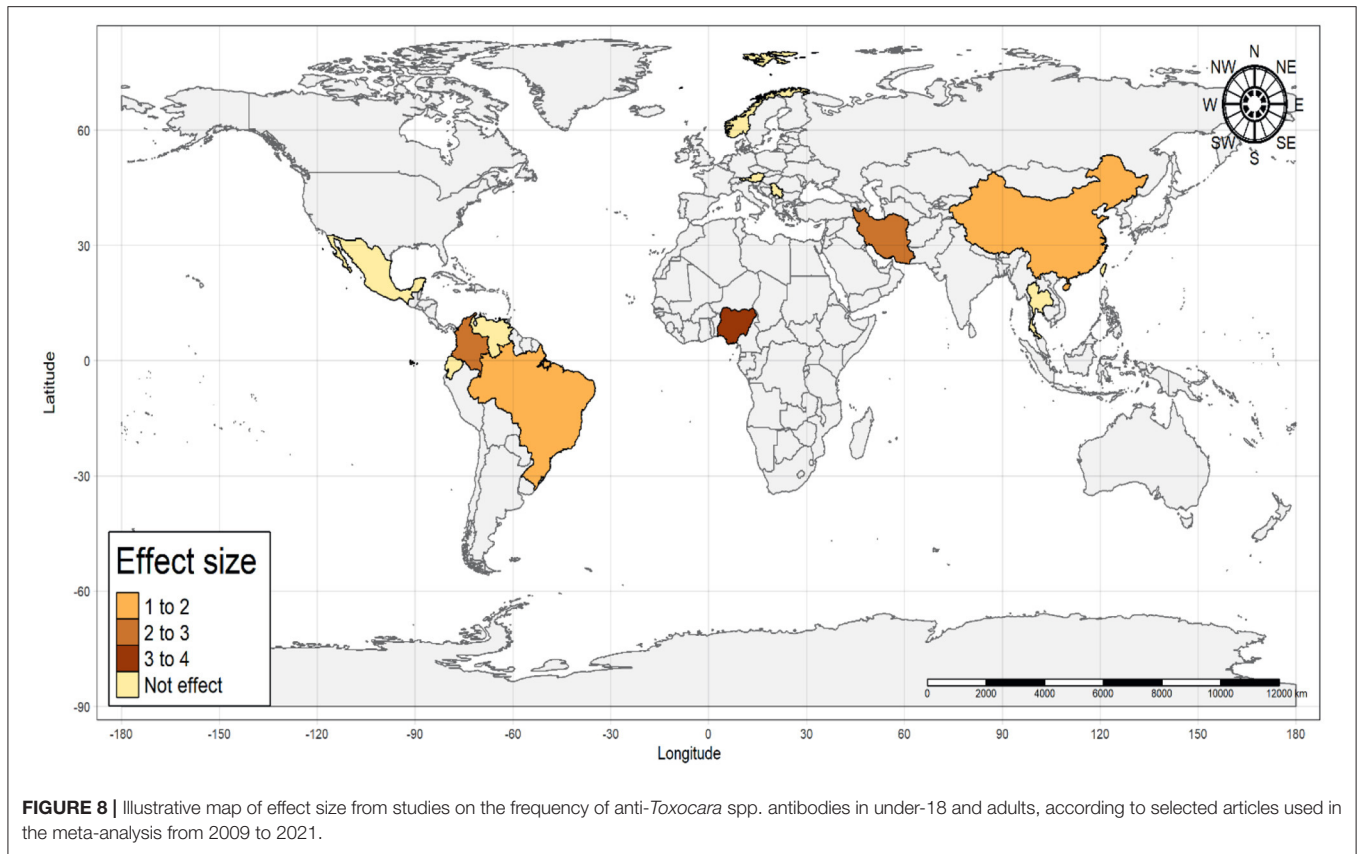 N
NW NE
W E
SW SE
S
60
30
0
-30
-60
-90
Latitude
Effect size
1 to 2
2 to 3
3 to 4
Not effect
0 2000 4000 6000 8000 10000 12000 km
-180 -150 -120 -90 -60 -30 0 30 60 90 120 150 180
Longitude
FIGURE 8 | Illustrative map of effect size from studies on the frequency of anti-Toxocara spp. antibodies in under-18 and adults, according to selected articles used in
the meta-analysis from 2009 to 2021.